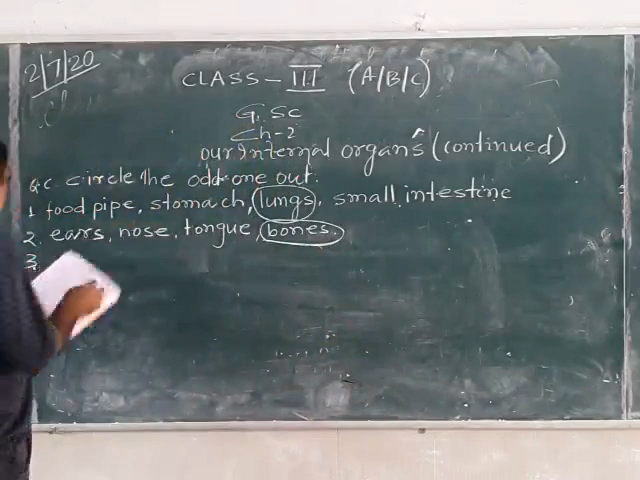 2/7/20
CLASS-III (A/B/C)
G. SC
Ch-2
our Internal organs (continued)
Q.C. circle the odd one out.
1. food pipe, stomach, lungs, small intestine
2. ears, nose, tongue, bones.
3.